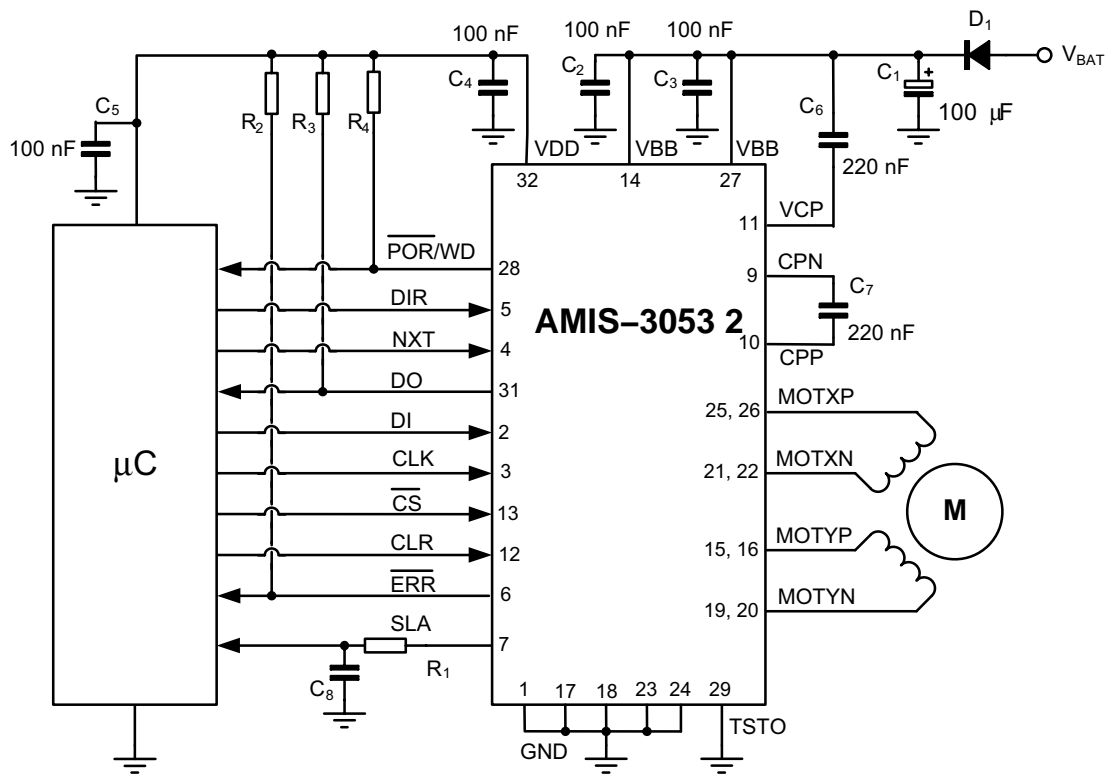 100 nF
100 nF
100 nF
D1
VBAT
C5
C4
C2
C3
C1
+
100 µF
C6
100 nF
R2
R3
R4
VDD
VBB
VBB
220 nF
32
14
27
11
VCP
POR/WD
28
9
CPN
DIR
5
AMIS–3053 2
C7
220 nF
NXT
4
10
CPP
DO
31
25, 26
MOTXP
DI
2
µC
CLK
3
21, 22
MOTXN
CS
13
M
CLR
12
15, 16
MOTYP
ERR
6
19, 20
MOTYN
SLA
7
R1
C8
1
17
18
23
24
29
GND
TSTO